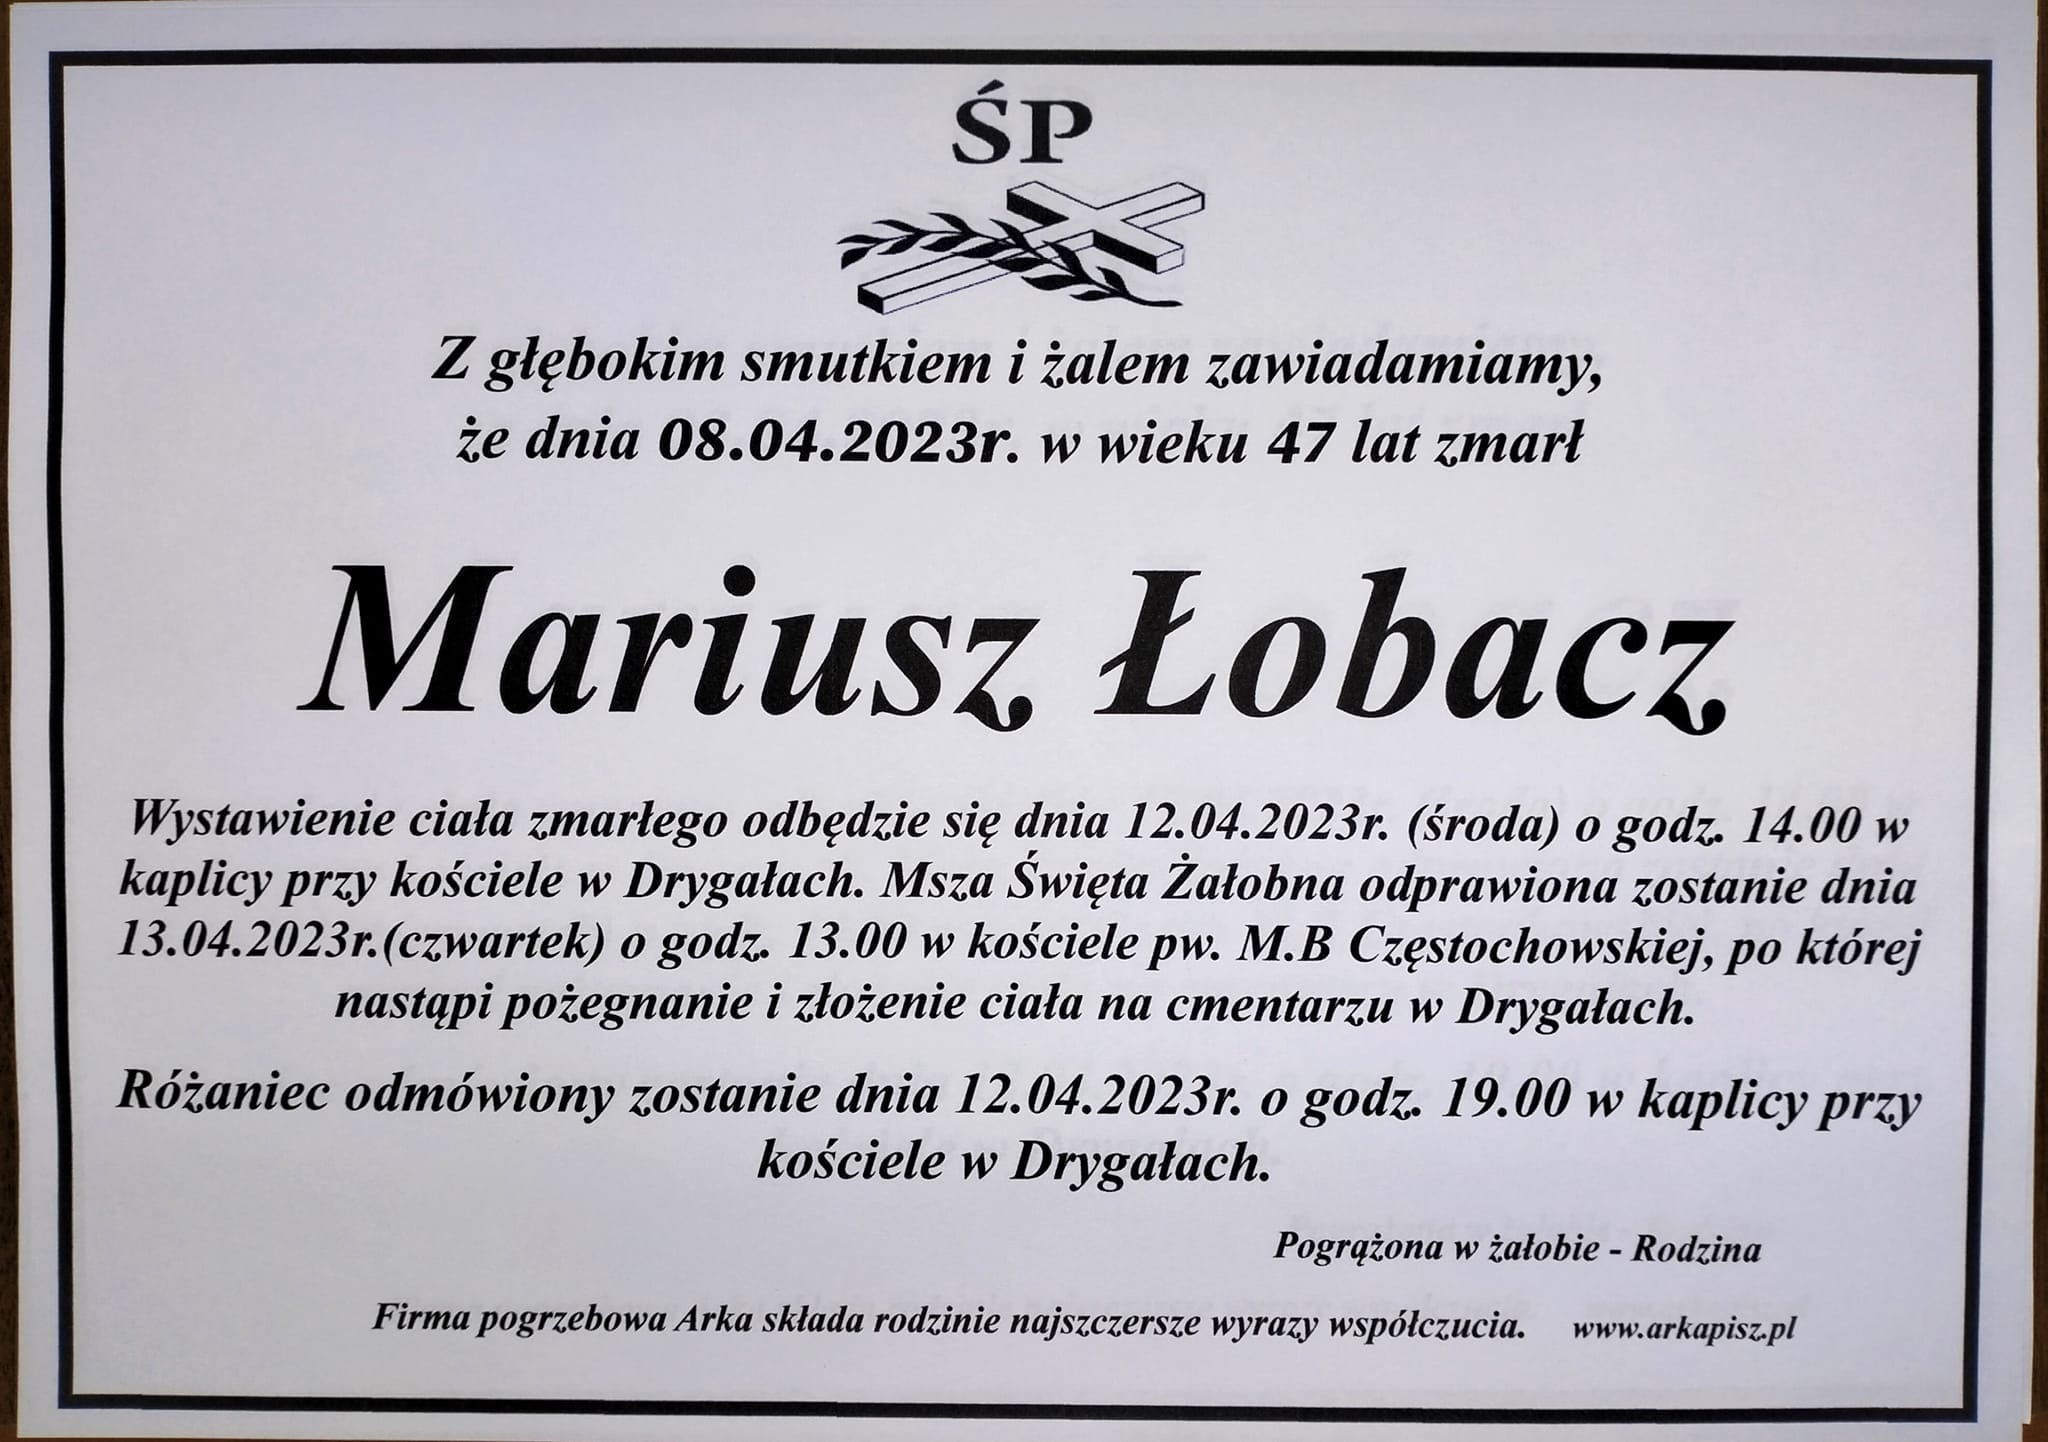 ŚP
Z głębokim smutkiem i żalem zawiadamiamy,
że dnia 08.04.2023r. w wieku 47 lat zmarł
Mariusz Łobacz
Wystawienie ciała zmarłego odbędzie się dnia 12.04.2023r. (środa) o godz. 14.00 w
kaplicy przy kościele w Drygałach. Msza Święta Żałobna odprawiona zostanie dnia
13.04.2023r.(czwartek) o godz. 13.00 w kościele pw. M.B Częstochowskiej, po której
nastąpi pożegnanie i złożenie ciała na cmentarzu w Drygałach.
Różaniec odmówiony zostanie dnia 12.04.2023r. o godz. 19.00 w kaplicy przy
kościele w Drygałach.
Pogrążona w żałobie - Rodzina
Firma pogrzebowa Arka składa rodzinie najszczersze wyrazy współczucia. www.arkapisz.pl